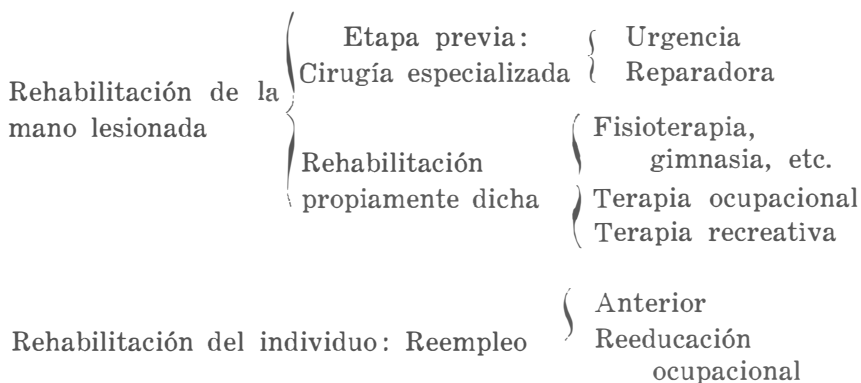 Etapa previa:
Cirugía especializada
Urgencia
Reparadora
Rehabilitación de la
mano lesionada
Rehabilitación
propiamente dicha
Fisioterapia,
gimnasia, etc.
Terapia ocupacional
Terapia recreativa
Rehabilitación del individuo: Reempleo
Anterior
Reeducación
ocupacional